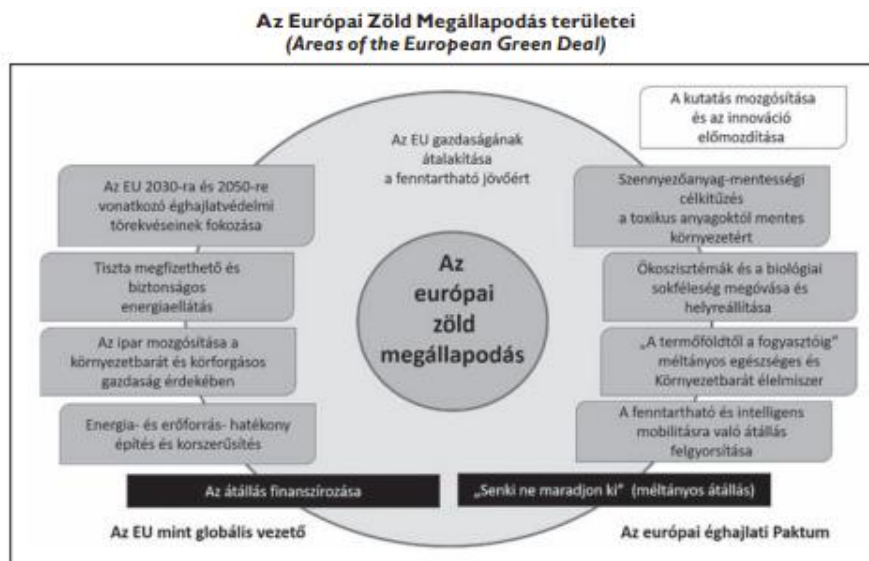 Az Európai Zöld Megállapodás területei
(Areas of the European Green Deal)
A kutatás mozgósítása
és az innováció
előmozdítása
Az EU gazdaságának
átalakítása
a fenntartható jövőért
Az EU 2030-ra és 2050-re
vonatkozó éghajlatvédelmi
törekvéseinek fokozása
Tiszta megfizethető és
biztonságos
energiaellátás
Az ipar mozgósítása a
környezetbarát és körforgásos
gazdaság érdekében
Energia- és erőforrás- hatékony
építés és korszerűsítés
Az
európai
zöld
megállapodás
Szennyezőanyag-mentességi
célkitűzés
a toxikus anyagoktól mentes
környezetért
Ökoszisztémák és a biológiai
sokféleség megóvása és
helyreállítása
„A termőföldtől a fogyasztóig”
méltányos egészséges és
Környezetbarát élelmiszer
A fenntartható és intelligens
mobilitásra való átállás
felgyorsítása
Az átállás finanszírozása
„Senki ne maradjon ki” (méltányos átállás)
Az EU mint globális vezető
Az európai éghajlati Paktum